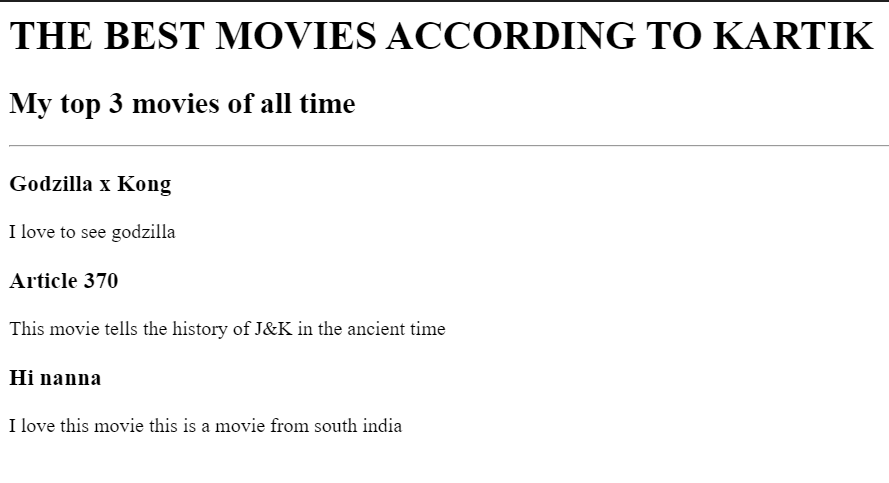 THE BEST MOVIES ACCORDING TO KARTIK
My top 3 movies of all time
Godzilla x Kong
I love to see godzilla
Article 370
This movie tells the history of J&K in the ancient time
Hi nanna
I love this movie this is a movie from south india